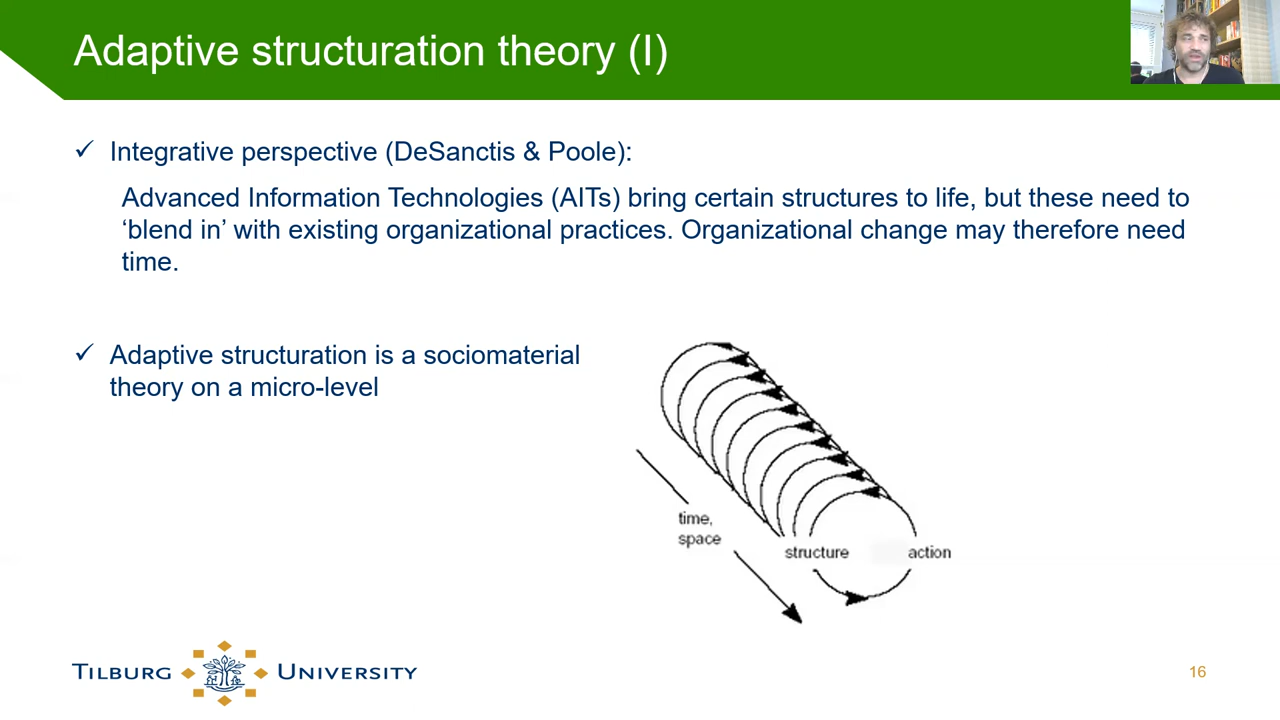 Adaptive structuration theory (I)
✓ Integrative perspective (DeSanctis & Poole):
Advanced Information Technologies (AITs) bring certain structures to life, but these need to
‘blend in’ with existing organizational practices. Organizational change may therefore need
time.
✓ Adaptive structuration is a sociomaterial
theory on a micro-level
time,
space
structure action
TILBURG UNIVERSITY
16